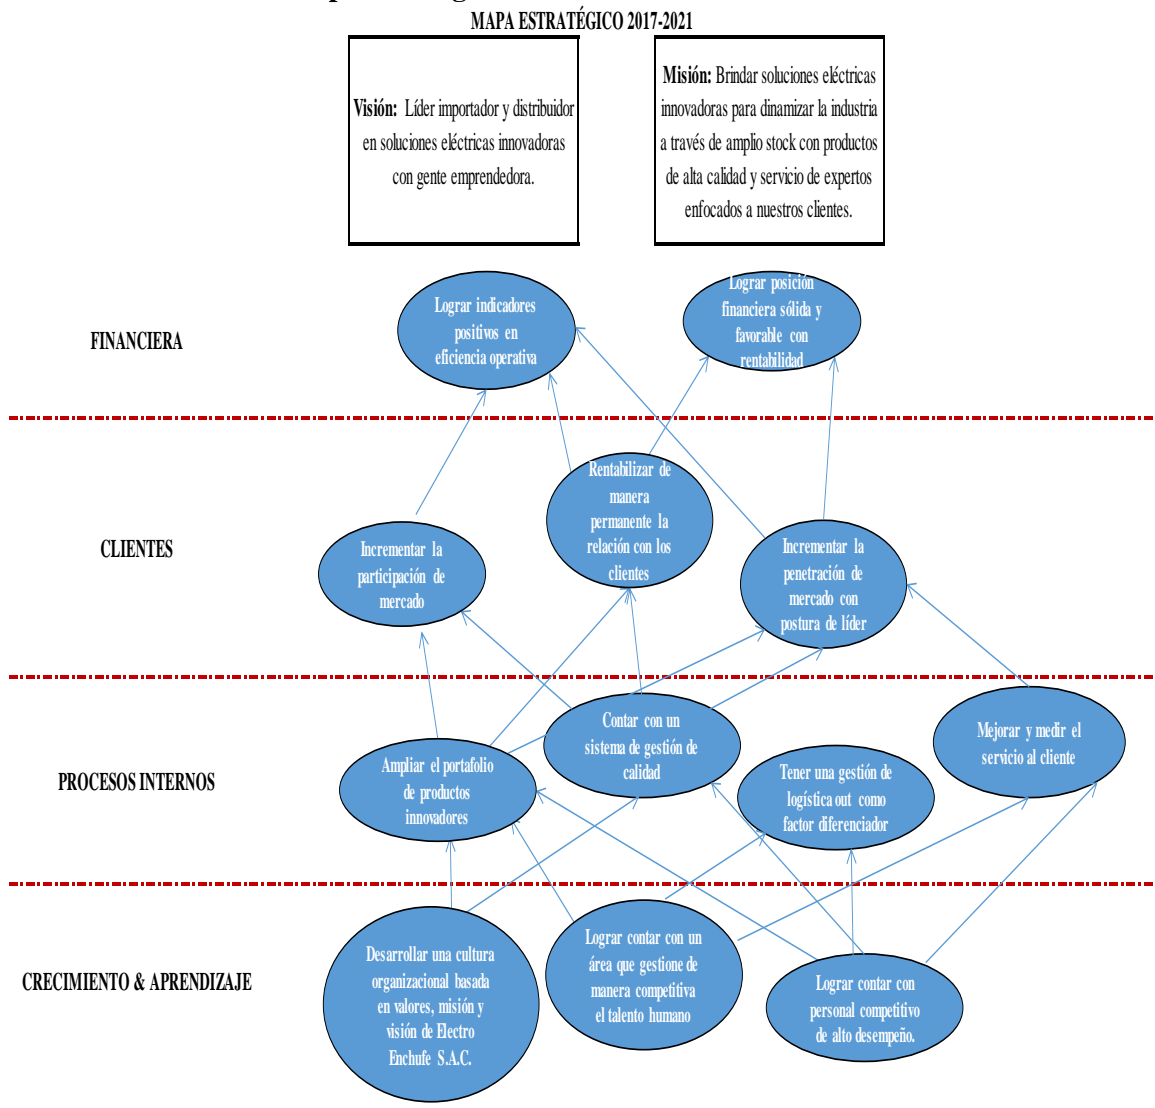 MAPA ESTRATÉGICO 2017-2021
Visión: Líder importador y distribuidor
en soluciones eléctricas innovadoras
con gente emprendedora.
Misión: Brindar soluciones eléctricas
innovadoras para dinamizar la industria
a través de amplio stock con productos
de alta calidad y servicio de expertos
enfocados a nuestros clientes.
FINANCIERA
Lograr indicadores
positivos en
eficiencia operativa
Lograr posición
financiera sólida y
favorable con
rentabilidad
CLIENTES
Incrementar la
participación de
mercado
Rentabilizar de
manera
permanente la
relación con los
clientes
Incrementar la
penetración de
mercado con
postura de líder
PROCESOS INTERNOS
Ampliar el portafolio
de productos
innovadores
Contar con un
sistema de gestión de
calidad
Tener una gestión de
logística out como
factor diferenciador
Mejorar y medir el
servicio al cliente
CRECIMIENTO & APRENDIZAJE
Desarrollar una cultura
organizacional basada
en valores, misión y
visión de Electro
Enchufe S.A.C.
Lograr contar con un
área que gestione de
manera competitiva
el talento humano
Lograr contar con
personal competitivo
de alto desempeño.